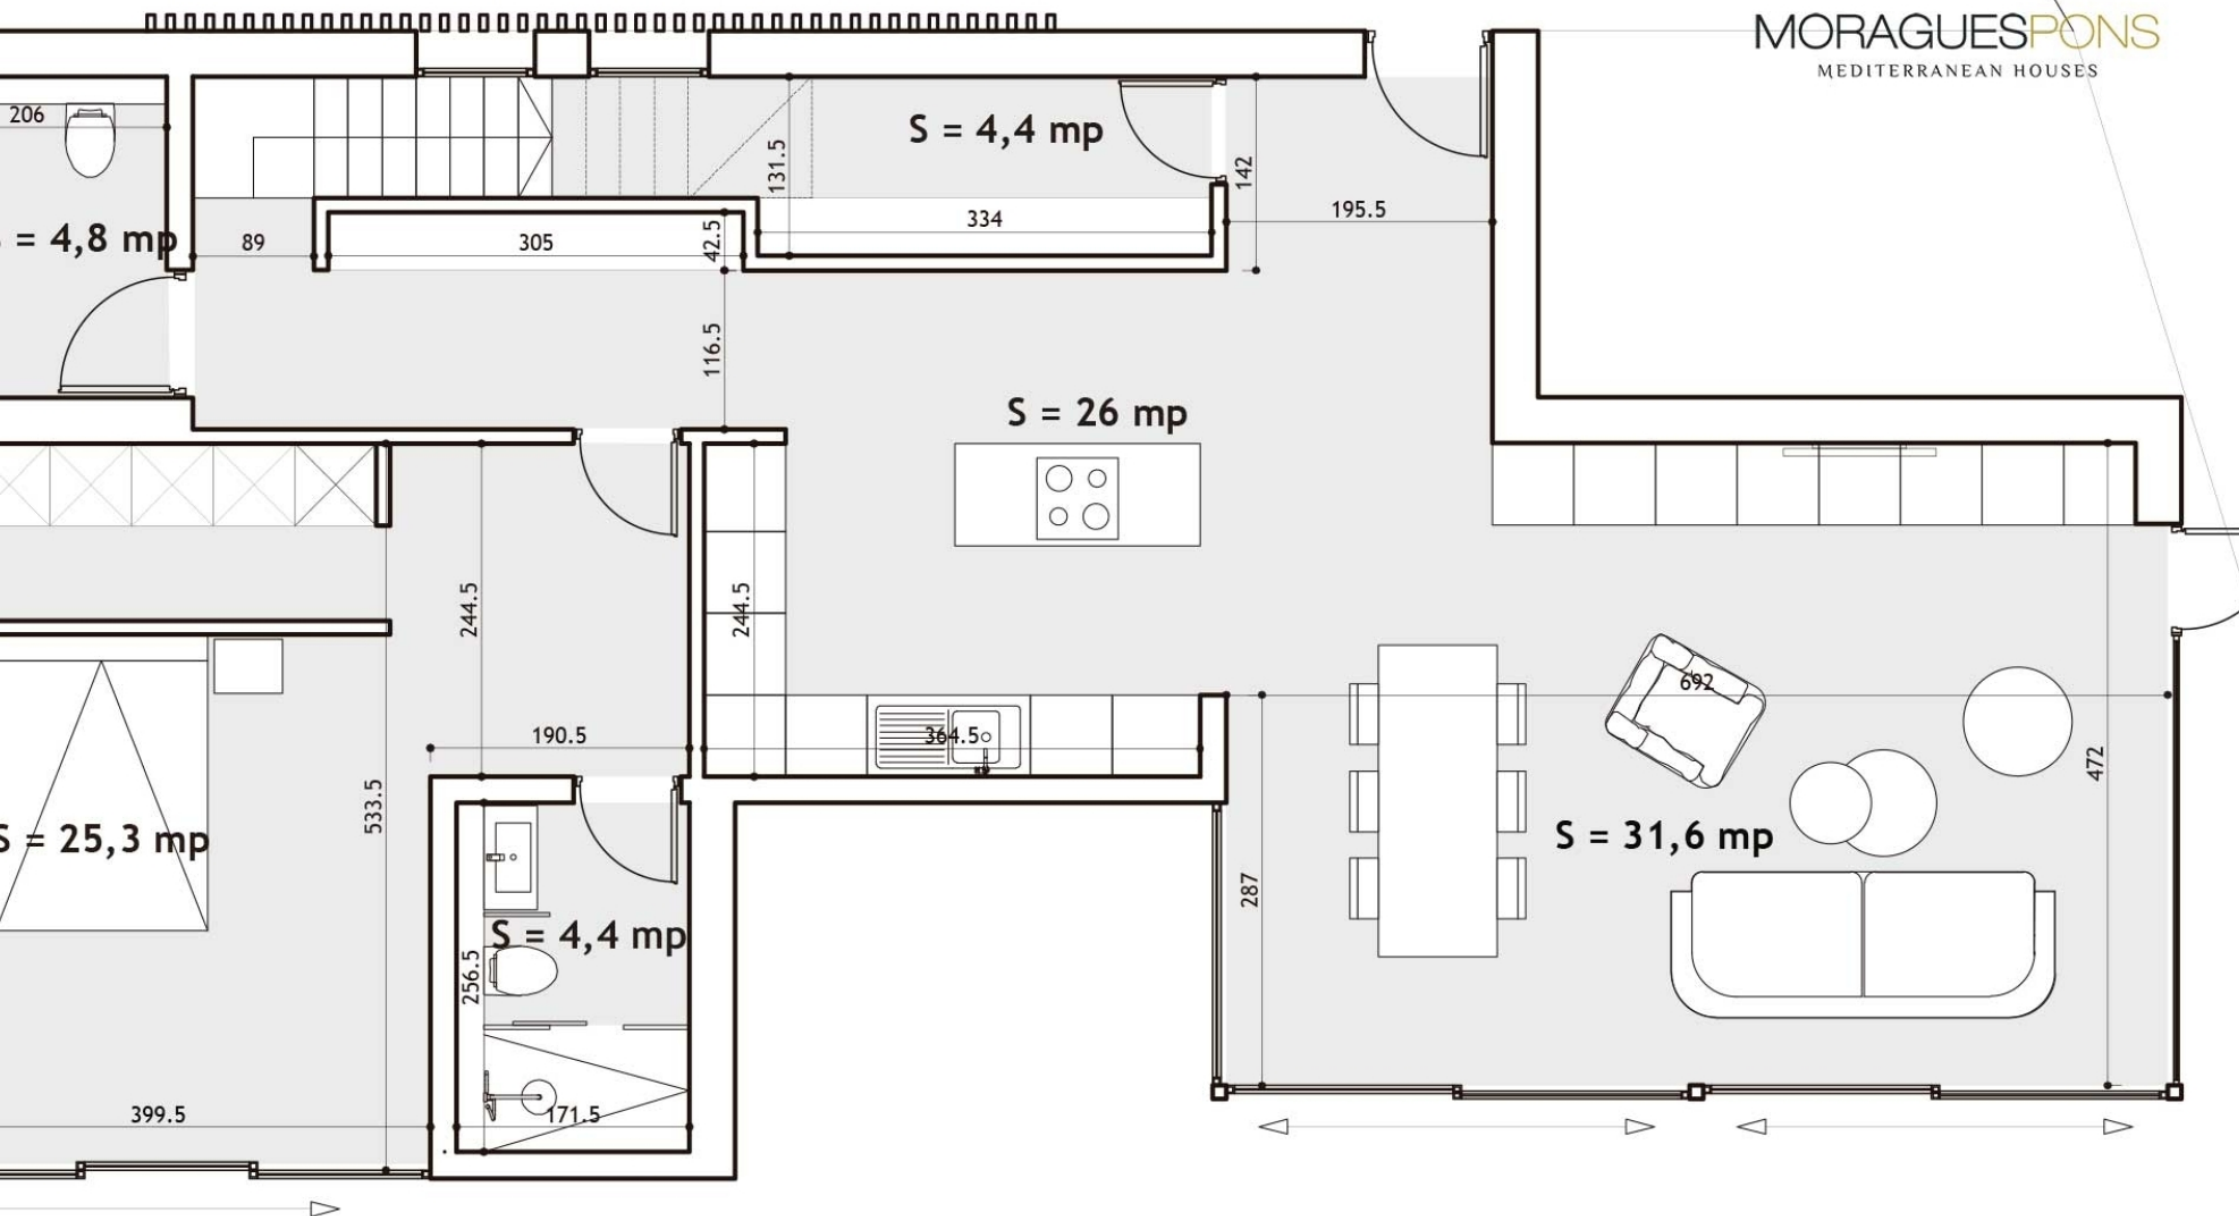 MORAGUESPONS
MEDITERRANEAN HOUSES
206
S = 4,4 mp
131.5
142
195.5
334
= 4,8 mp
89
305
42.5
116.5
S = 26 mp
244.5
244.5
692
190.5
364.5
472
533.5
S = 25,3 mp
S = 31,6 mp
287
S = 4,4 mp
256.5
399.5
171.5